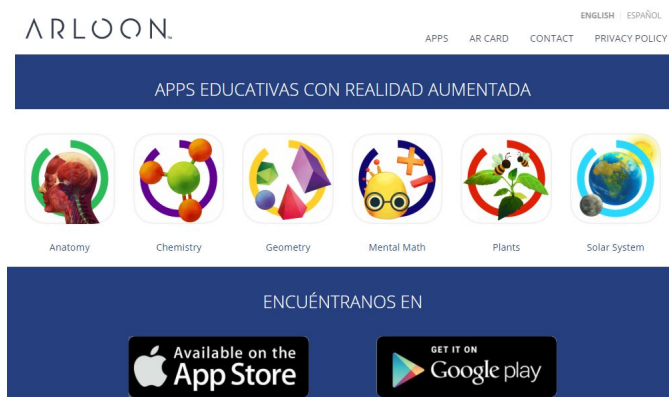 ENGLISH | ESPAÑOL
ARLOON™
APPS AR CARD CONTACT PRIVACY POLICY
APPS EDUCATIVAS CON REALIDAD AUMENTADA
Anatomy Chemistry Geometry Mental Math Plants Solar System
ENCUÉNTRANOS EN
Available on the
App Store
GET IT ON
Google play